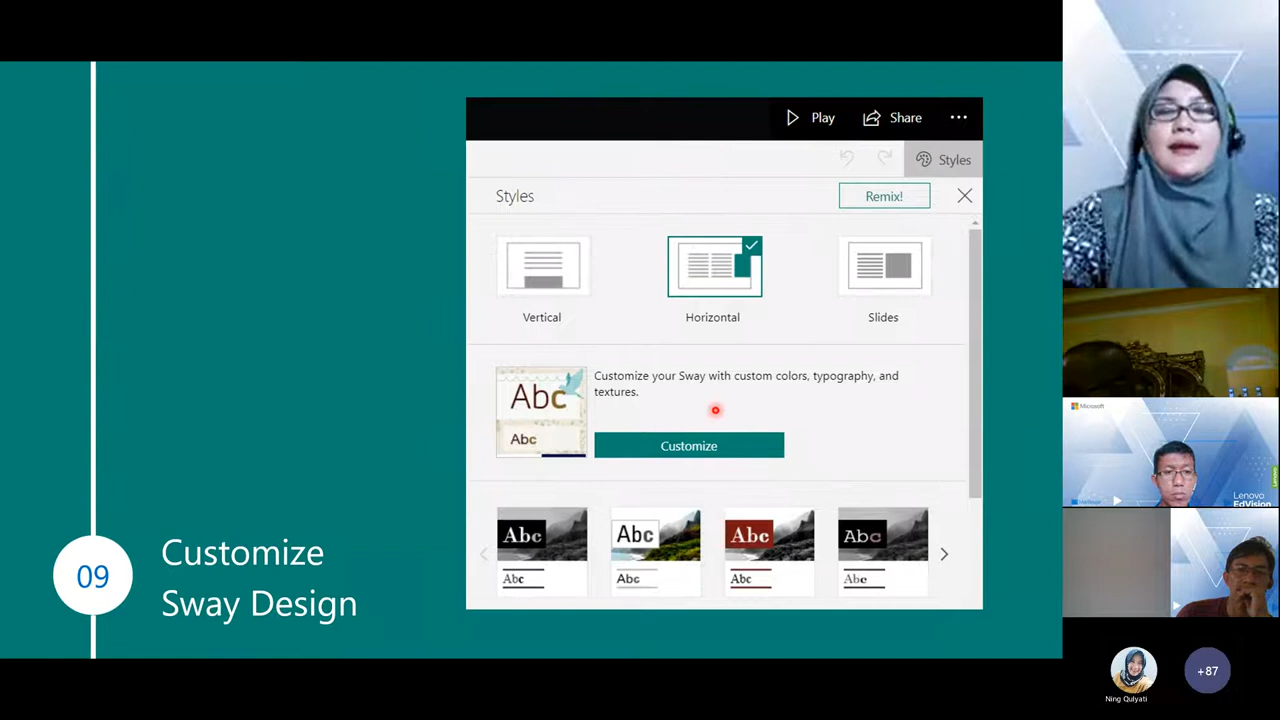 Play
Share
Styles
Styles
Remix!
Vertical
Horizontal
Slides
Abc
Abc
Customize your Sway with custom colors, typography, and
textures.
Customize
Abc
Abc
Abc
Abc
Abc
Abc
Abc
Abc
09
Customize
Sway Design
Microsoft
Lenovo
EdVision
Ning Qulyati
+87